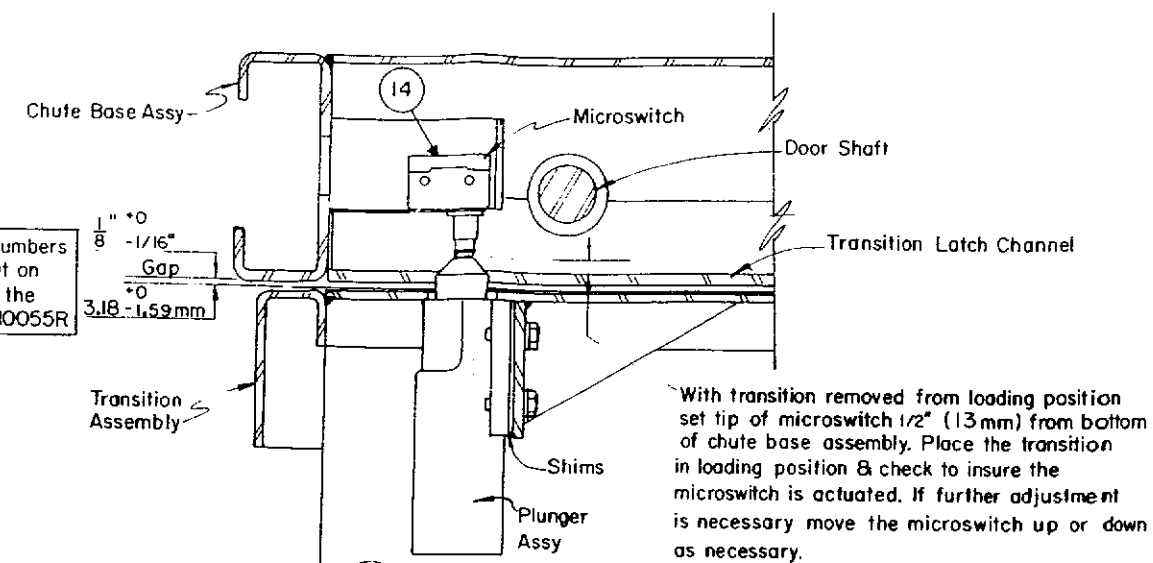 Chute Base Assy
14
Microswitch
Door Shaft
umbers
t on
the
10055R
1/8" +0
-1/16"
Gap
+0
3.18 -1.59mm
Transition Latch Channel
Transition
Assembly
Shims
Plunger
Assy
With transition removed from loading position
set tip of microswitch 1/2" (13mm) from bottom
of chute base assembly. Place the transition
in loading position & check to insure the
microswitch is actuated. If further adjustment
is necessary move the microswitch up or down
as necessary.